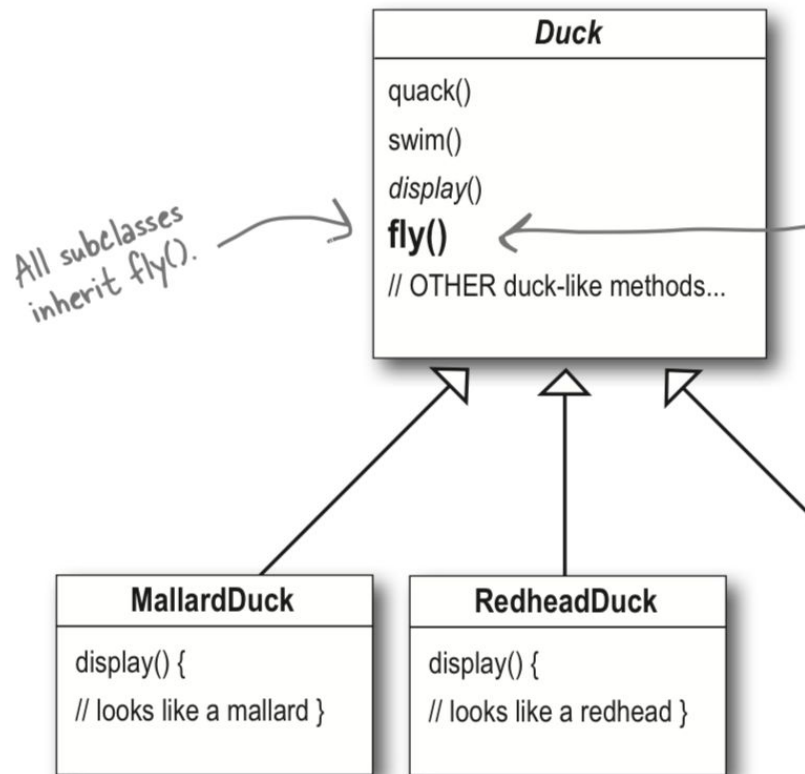 Duck
quack()
swim()
display()
fly()
// OTHER duck-like methods...
All subclasses
inherit fly().
MallardDuck
display() {
// looks like a mallard }
RedheadDuck
display() {
// looks like a redhead }